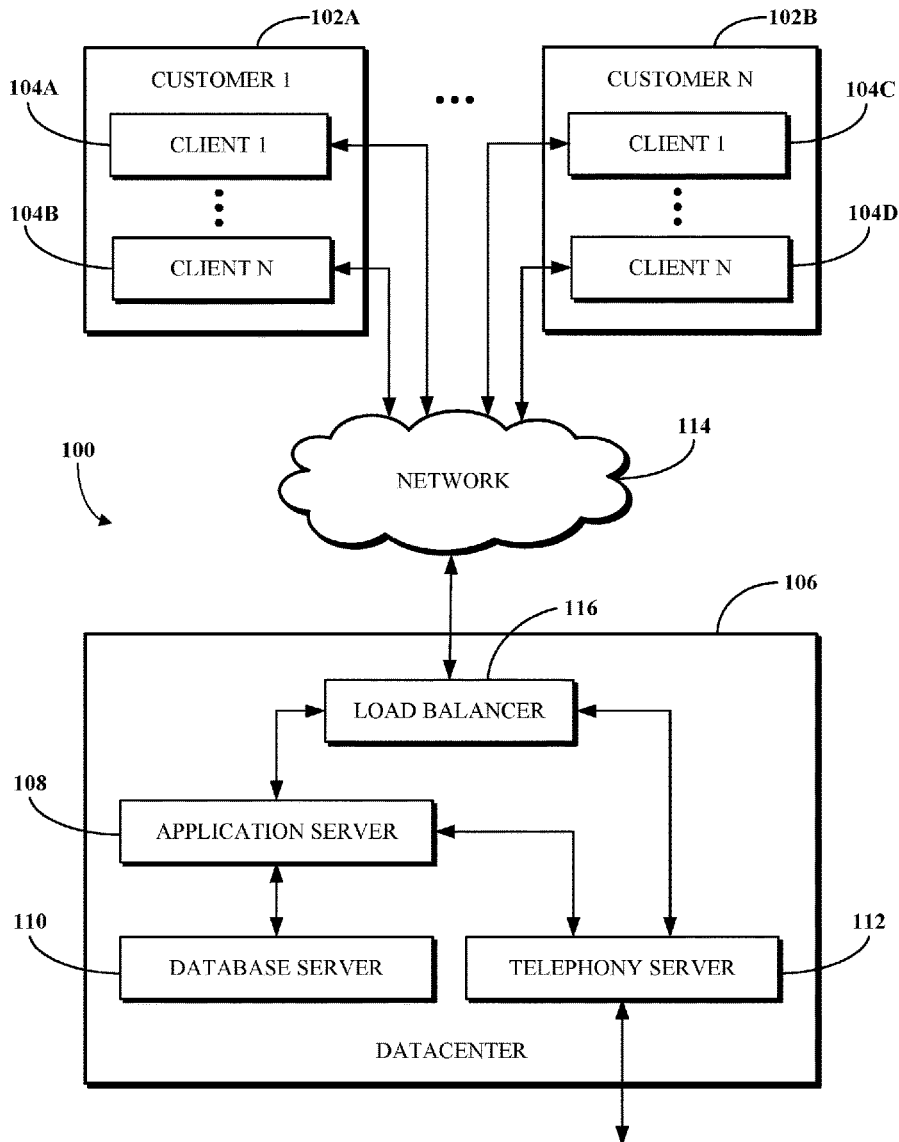 102A
102B
CUSTOMER 1
CUSTOMER N
104A
104C
CLIENT 1
CLIENT 1
104B
104D
CLIENT N
CLIENT N
114
100
NETWORK
106
116
LOAD BALANCER
108
APPLICATION SERVER
110
112
DATABASE SERVER
TELEPHONY SERVER
DATACENTER